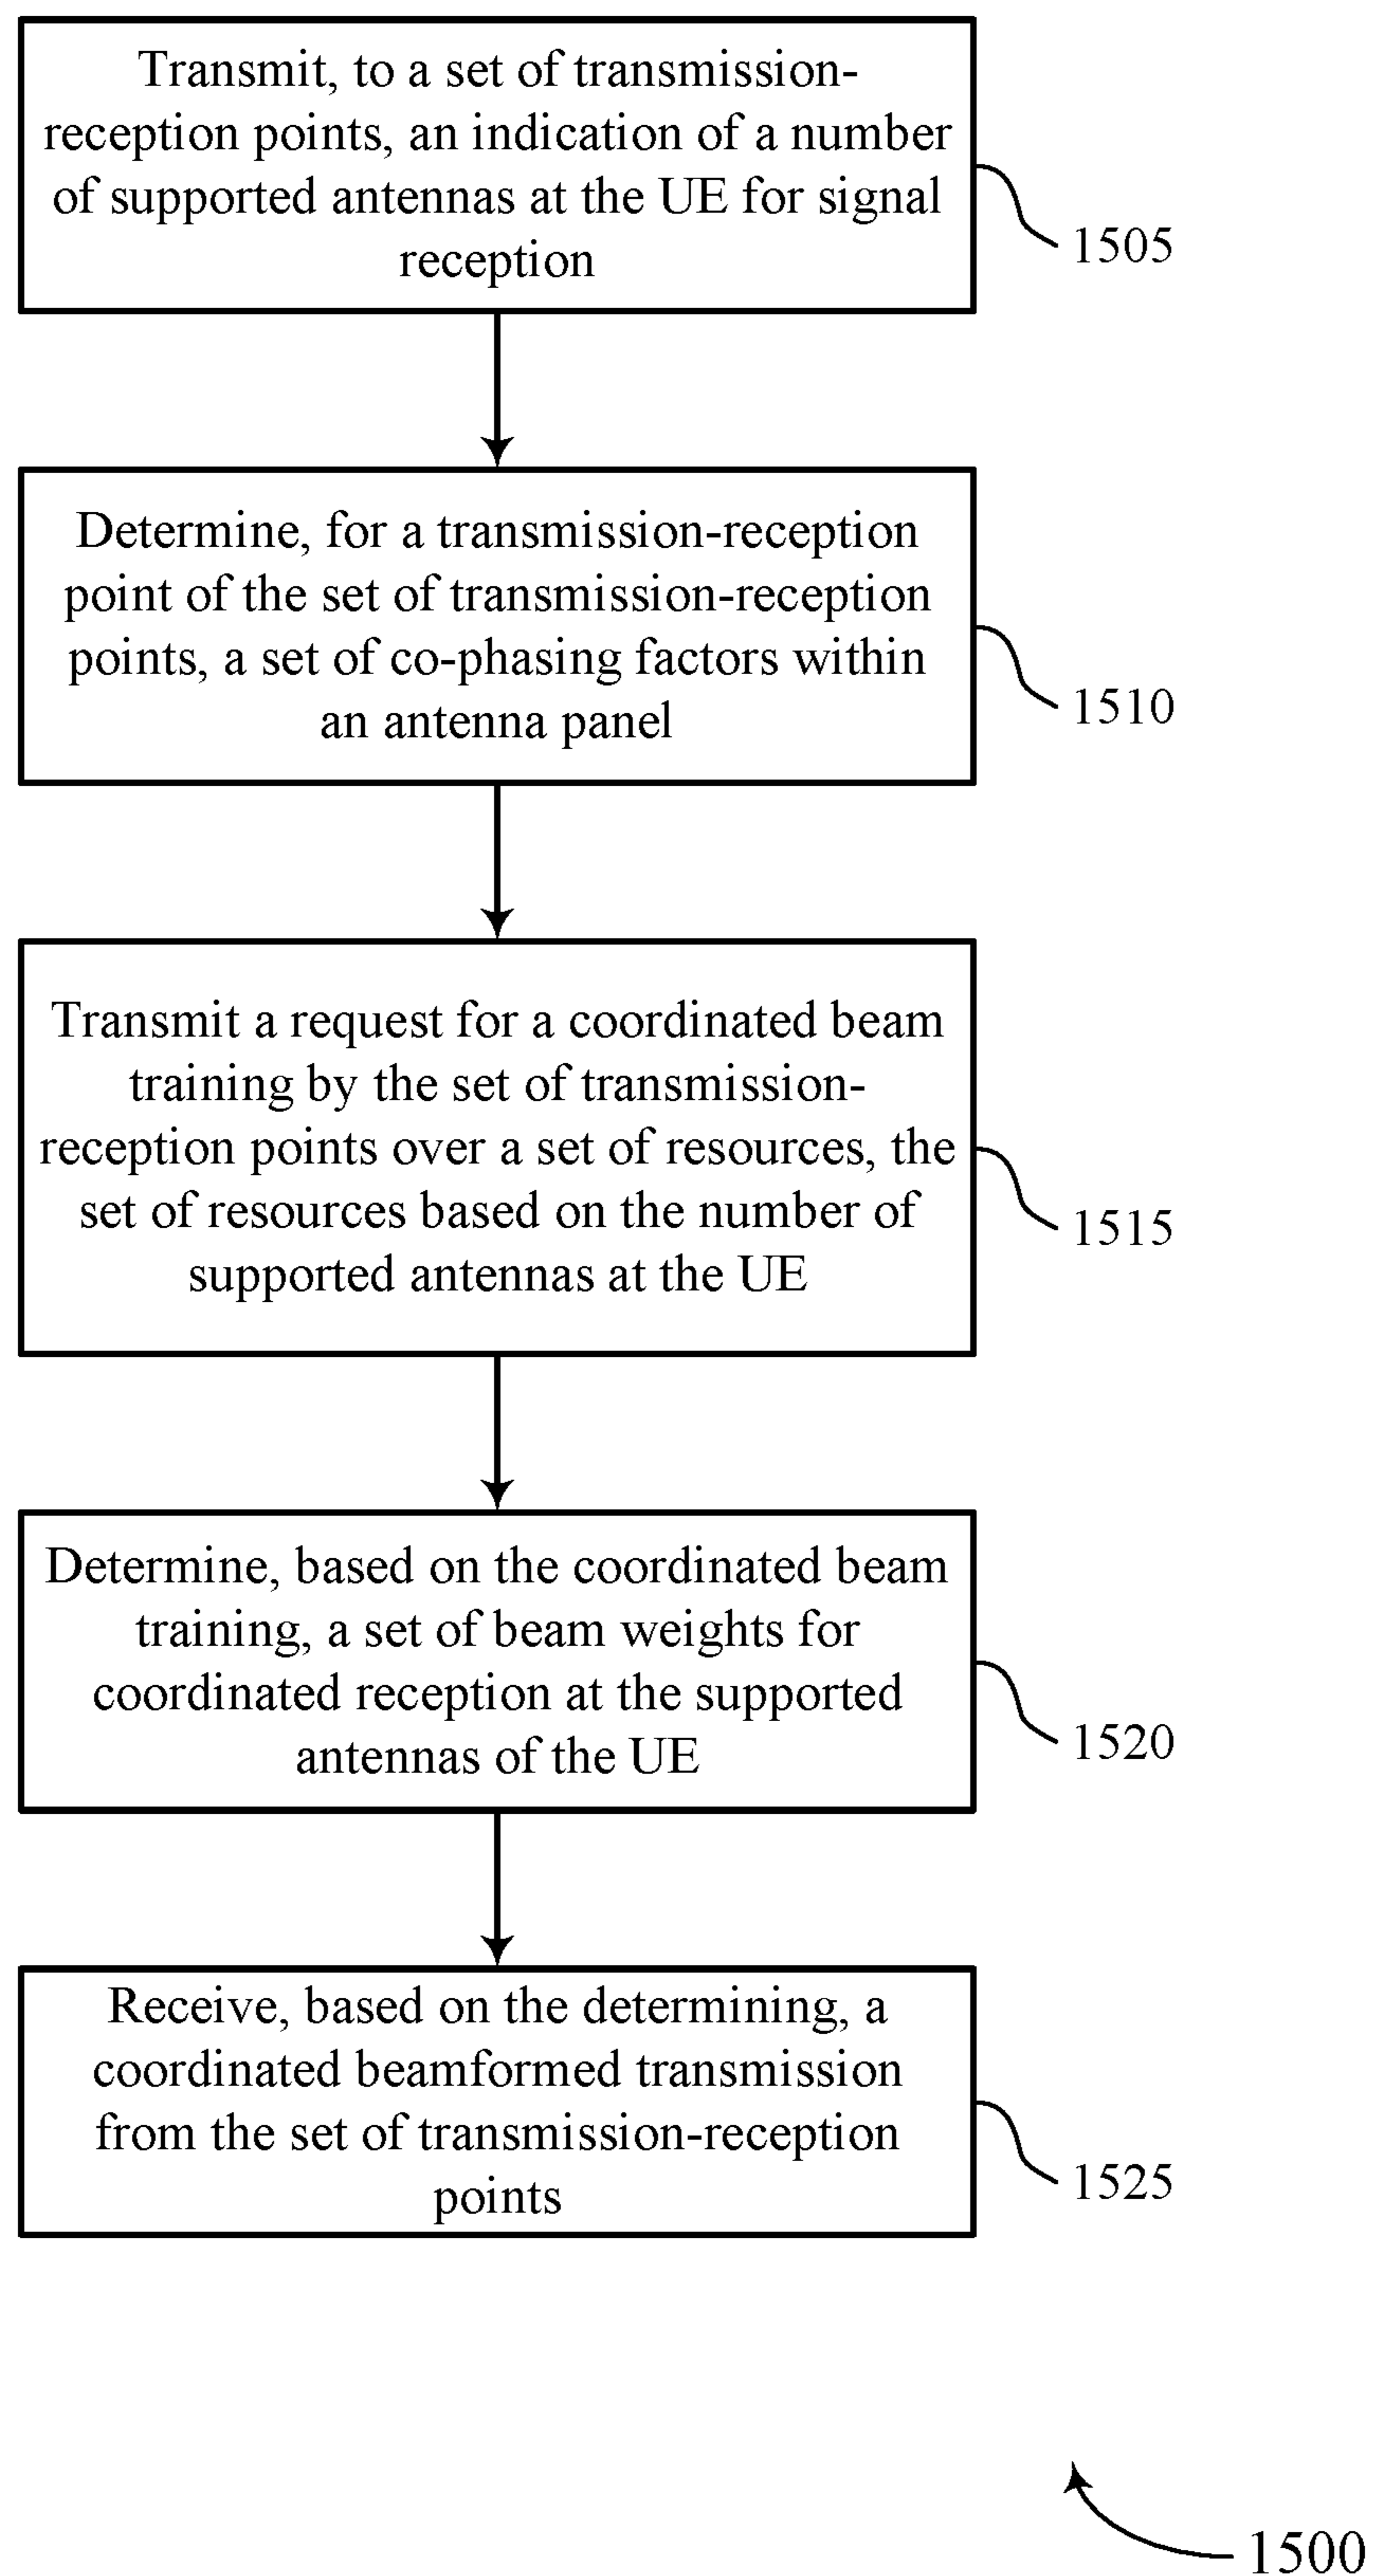 Transmit, to a set of transmission-
reception points, an indication of a number
of supported antennas at the UE for signal
reception
1505
Determine, for a transmission-reception
point of the set of transmission-reception
points, a set of co-phasing factors within
an antenna panel
1510
Transmit a request for a coordinated beam
training by the set of transmission-
reception points over a set of resources, the
set of resources based on the number of
supported antennas at the UE
1515
Determine, based on the coordinated beam
training, a set of beam weights for
coordinated reception at the supported
antennas of the UE
1520
Receive, based on the determining, a
coordinated beamformed transmission
from the set of transmission-reception
points
1525
1500